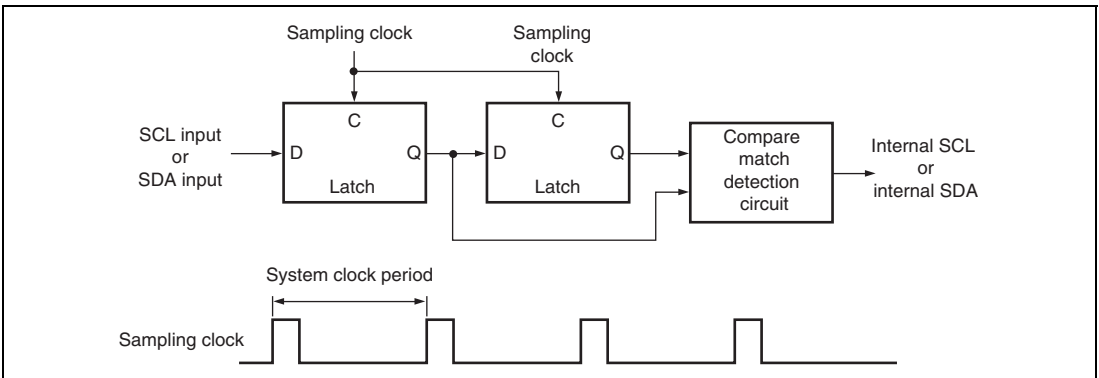 Sampling clock
Sampling
clock
SCL input
or
SDA input
C
D
Q
Latch
C
D
Q
Latch
Compare
match
detection
circuit
Internal SCL
or
internal SDA
System clock period
Sampling clock